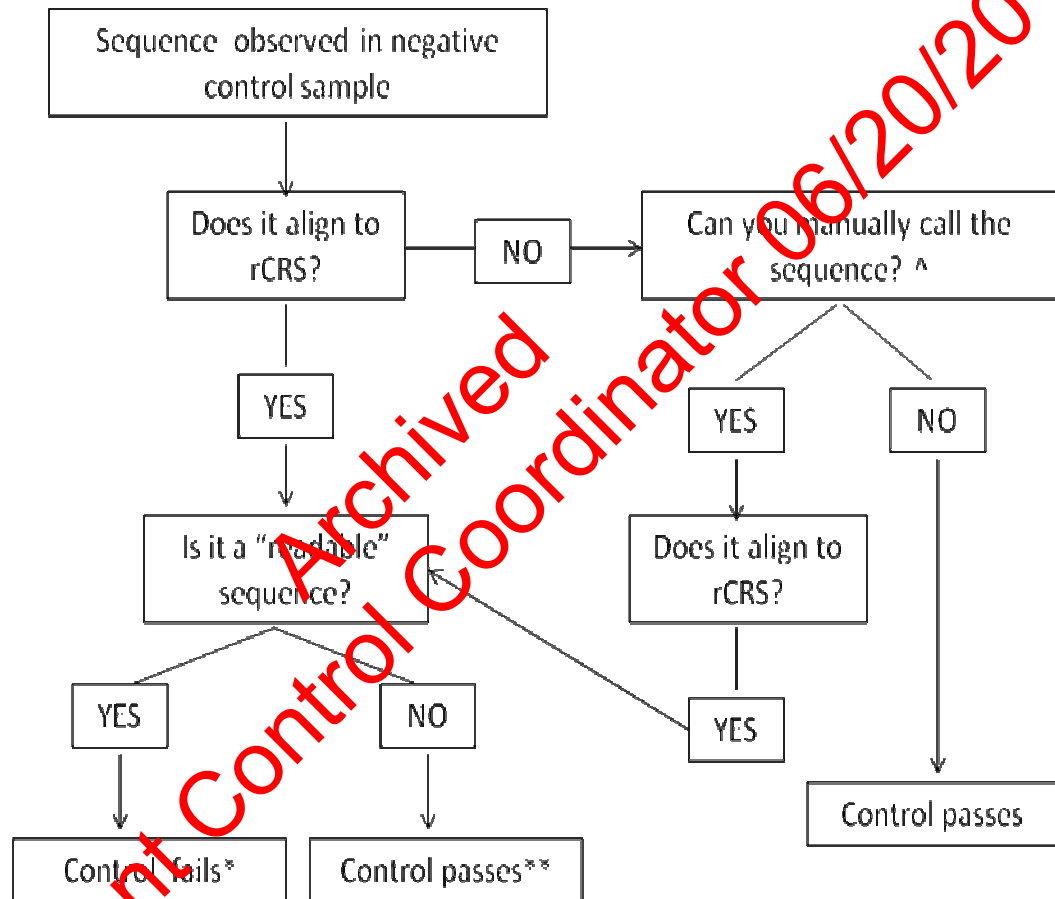 Sequence observed in negative
control sample
Does it align to
rCRS?
NO
Can you manually call the
sequence? ^
YES
YES
NO
Is it a “readable”
sequence?
Does it align to
rCRS?
YES
NO
YES
Control passes
Control fails*
Control passes**
Archived
Control Coordinator 06/20/20